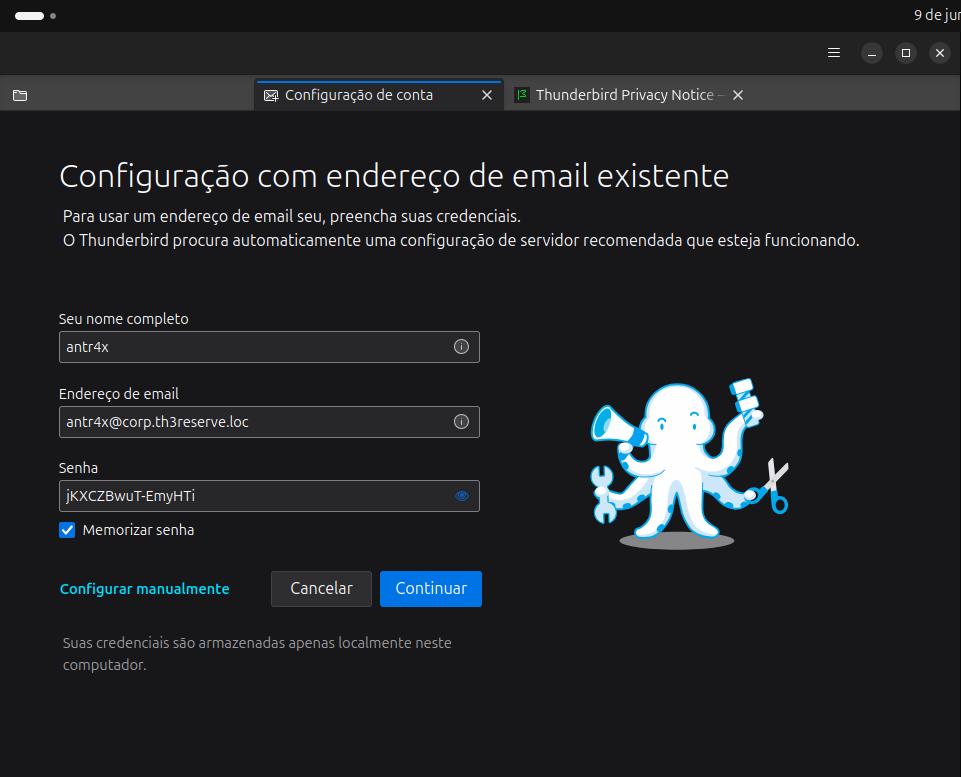 9 de jun
Configuração de conta
Thunderbird Privacy Notice –
Configuração com endereço de email existente
Para usar um endereço de email seu, preencha suas credenciais.
O Thunderbird procura automaticamente uma configuração de servidor recomendada que esteja funcionando.
Seu nome completo
antr4x
Endereço de email
antr4x@corp.th3reserve.loc
Senha
jKXCZBwuT-EmyHTi
Memorizar senha
Configurar manualmente
Cancelar
Continuar
Suas credenciais são armazenadas apenas localmente neste
computador.